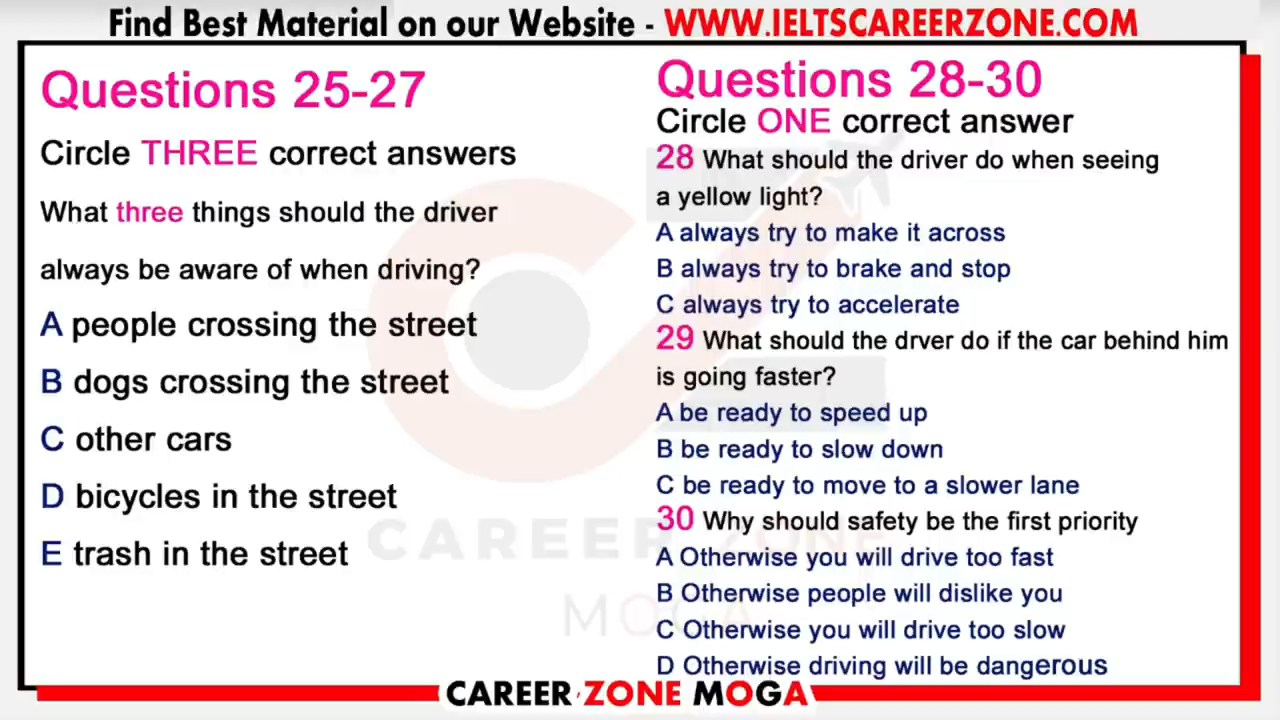 Find Best Material on our Website - WWW.IELTSCAREERZONE.COM
Questions 25-27
Circle THREE correct answers
What three things should the driver
always be aware of when driving?
A people crossing the street
B dogs crossing the street
C other cars
D bicycles in the street
E trash in the street
Questions 28-30
Circle ONE correct answer
28 What should the driver do when seeing
a yellow light?
A always try to make it across
B always try to brake and stop
C always try to accelerate
29 What should the drver do if the car behind him
is going faster?
A be ready to speed up
B be ready to slow down
C be ready to move to a slower lane
30 Why should safety be the first priority
A Otherwise you will drive too fast
B Otherwise people will dislike you
C Otherwise you will drive too slow
D Otherwise driving will be dangerous
CAREER ZONE
MOGA
CAREER ZONE MOGA